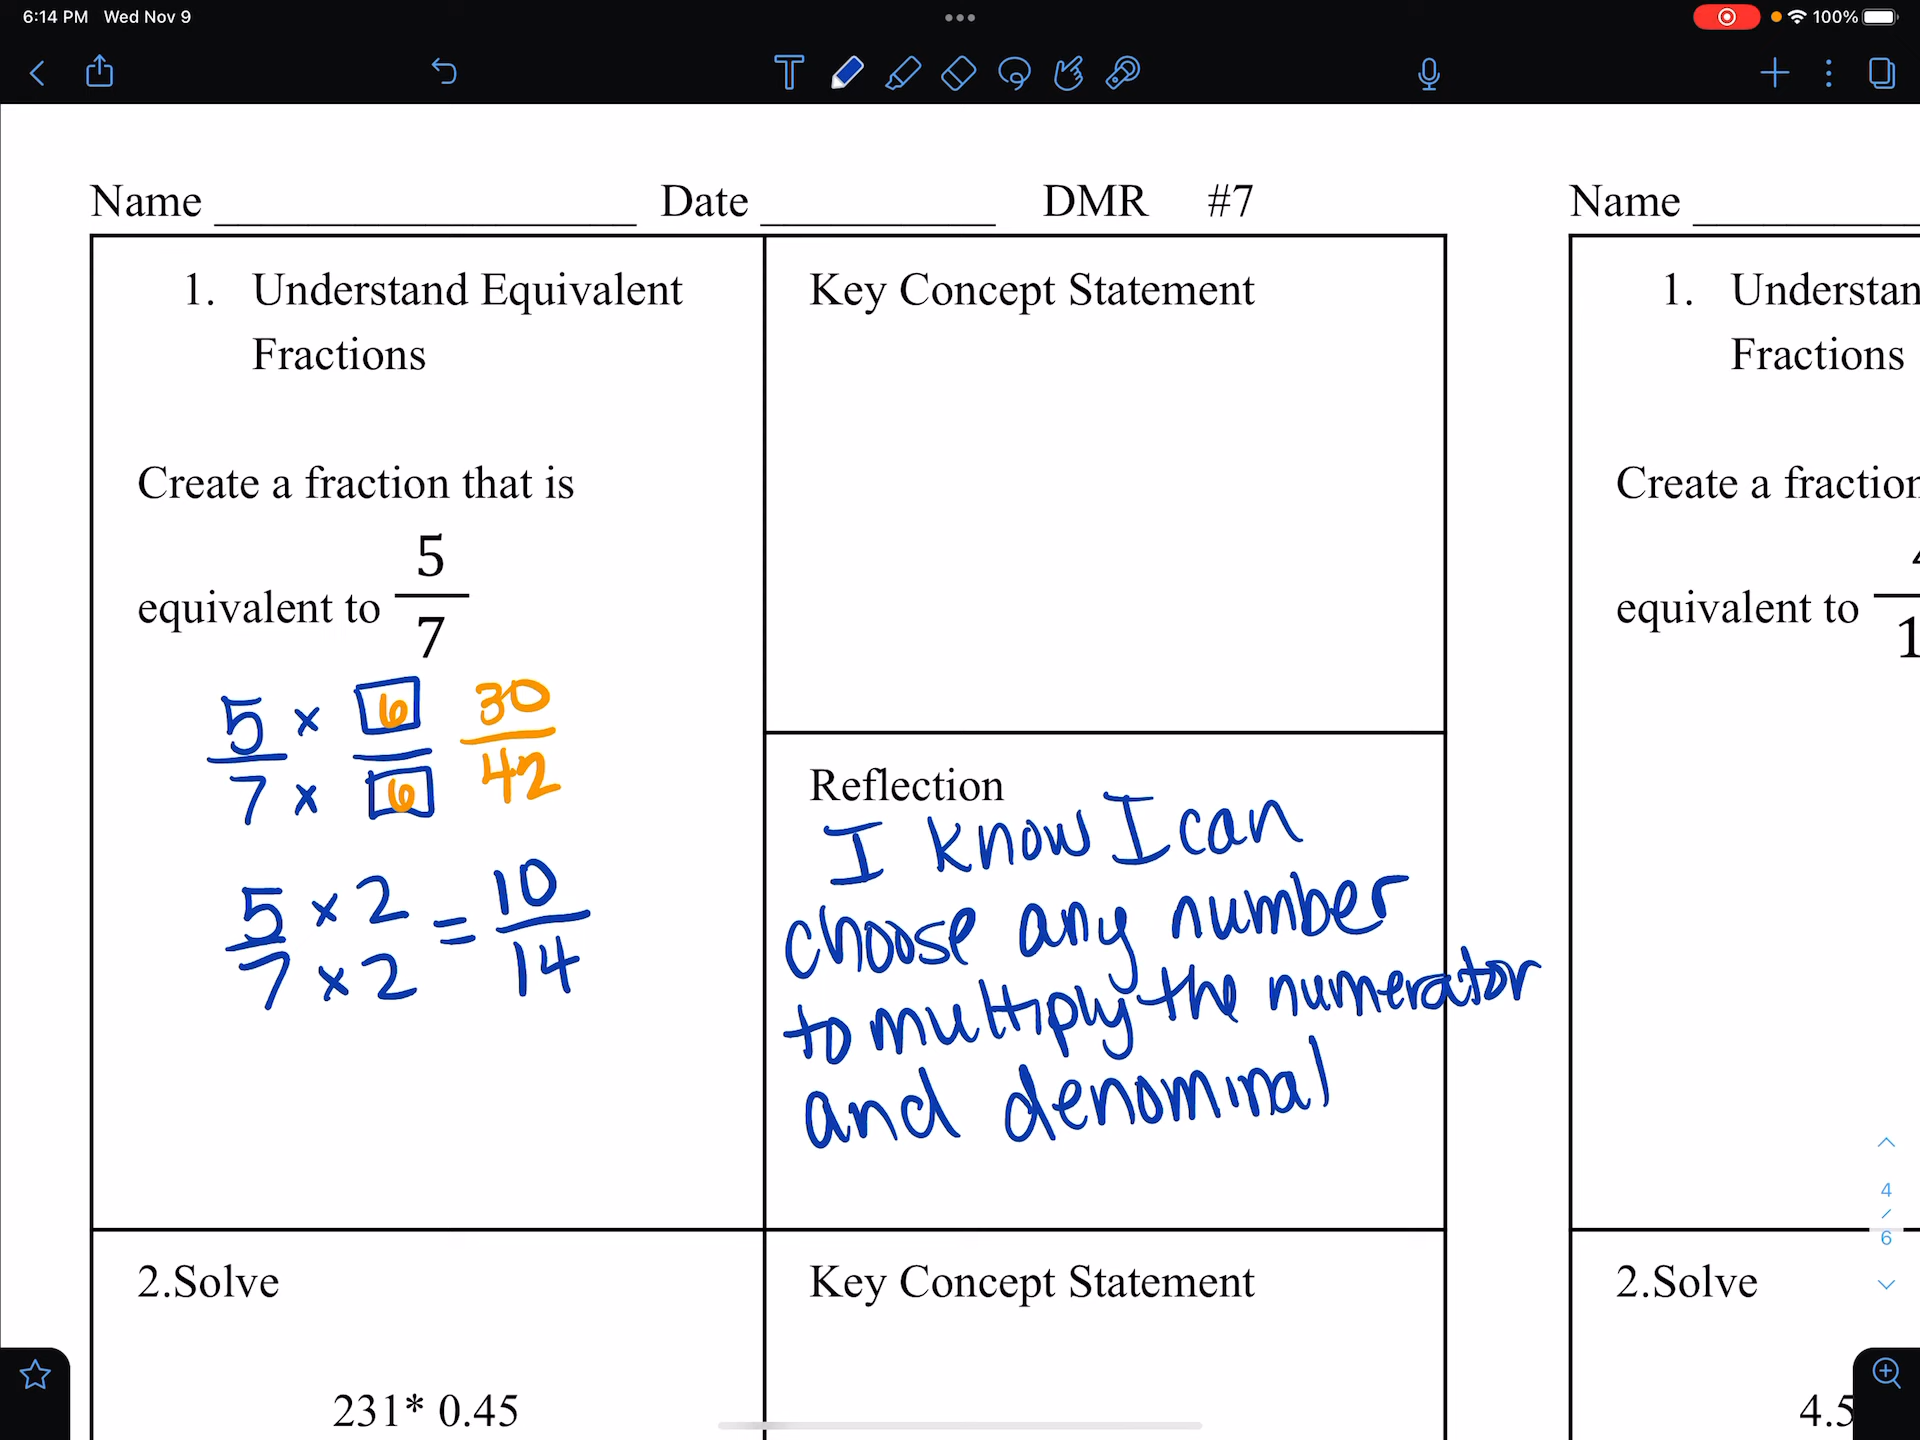 6:14 PM Wed Nov 9
100%
Name Date DMR #7
1. Understand Equivalent
Fractions
Create a fraction that is
equivalent to 5/7
5 × 6 30
7 × 6 42
5 × 2 = 10
7 × 2 14
Key Concept Statement
Reflection
I know I can
choose any number
to multiply the numerator
and denominal
2.Solve
231* 0.45
Key Concept Statement
Name
1. Understan
Fractions
Create a fraction
equivalent to
2.Solve
4.5
4
/
6